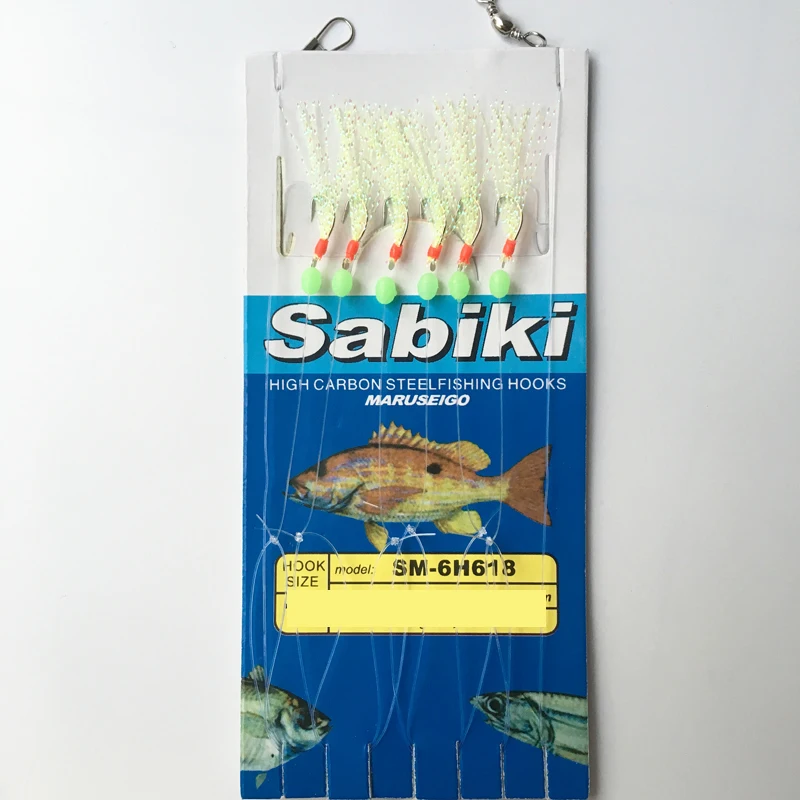 Sabiki
HIGH CARBON STEELFISHING HOOKS
MARUSEIGO
HOOK SIZE
model: SM-6H618